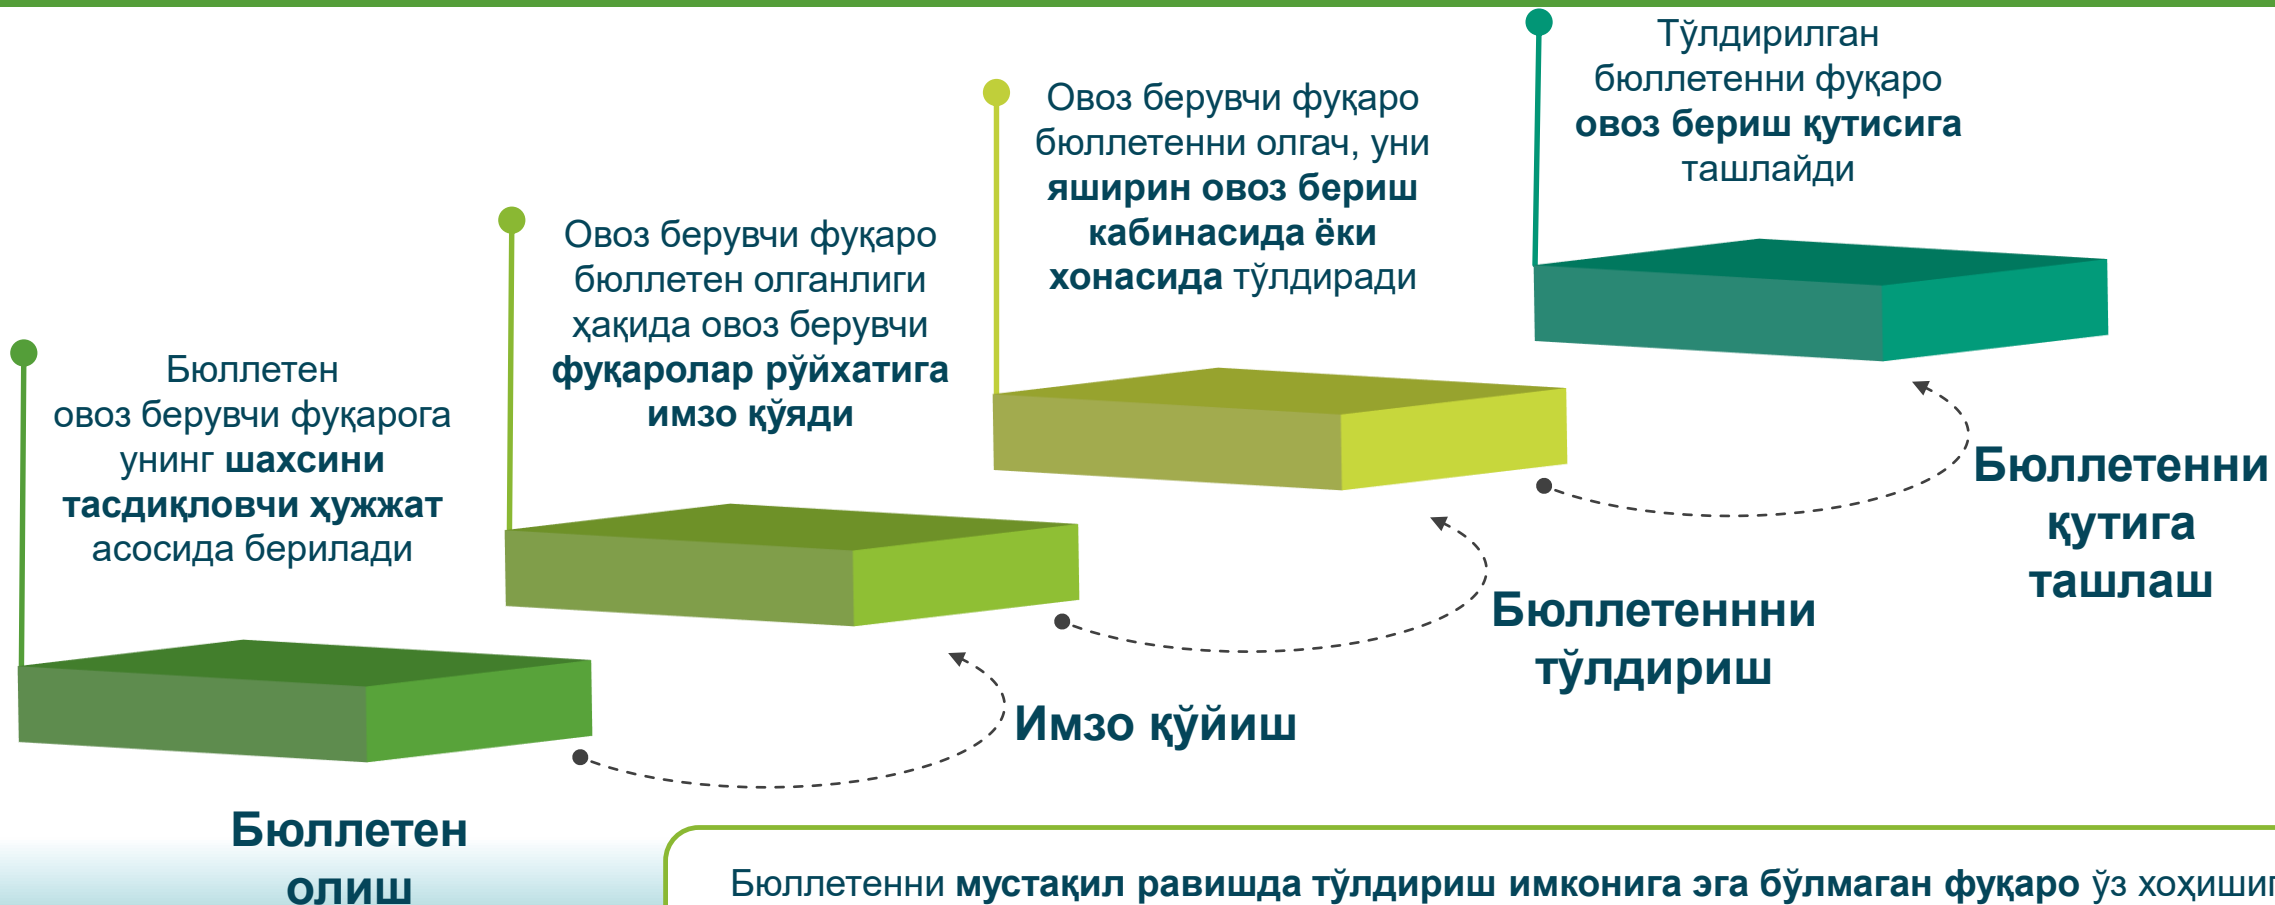 Бюллетен
овоз берувчи фуқарога
унинг шахсини
тасдиқловчи ҳужжат
асосида берилади
Бюллетен
олиш
Овоз берувчи фуқаро
бюллетен олганлиги
ҳақида овоз берувчи
фуқаролар рўйхатига
имзо қўяди
Имзо қўйиш
Овоз берувчи фуқаро
бюллетенни олгач, уни
яширин овоз бериш
кабинасида ёки
хонасида тўлдиради
Бюллетеннни
тўлдириш
Тўлдирилган
бюллетенни фуқаро
овоз бериш қутисига
ташлайди
Бюллетенни
қутига
ташлаш
Бюллетенни мустақил равишда тўлдириш имконига эга бўлмаган фуқаро ўз